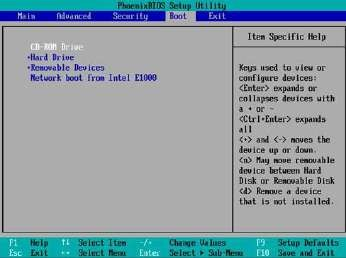 PhoenixBIOS Setup Utility
Main Advanced Security Boot Exit
CD-ROM Drive
+Hard Drive
+Removable Devices
Network boot from Intel E1000
Item Specific Help
Keys used to view or
configure devices:
<Enter> expands or
collapses devices with
a + or -
<Ctrl+Enter> expands
all
<+> and <-> moves the
device up or down.
<n> May move removable
device between Hard
Disk or Removable Disk
<d> Remove a device
that is not installed.
F1 Help ↑↓ Select Item -/+ Change Values F9 Setup Defaults
Esc Exit ↔ Select Menu Enter Select ▸ Sub-Menu F10 Save and Exit